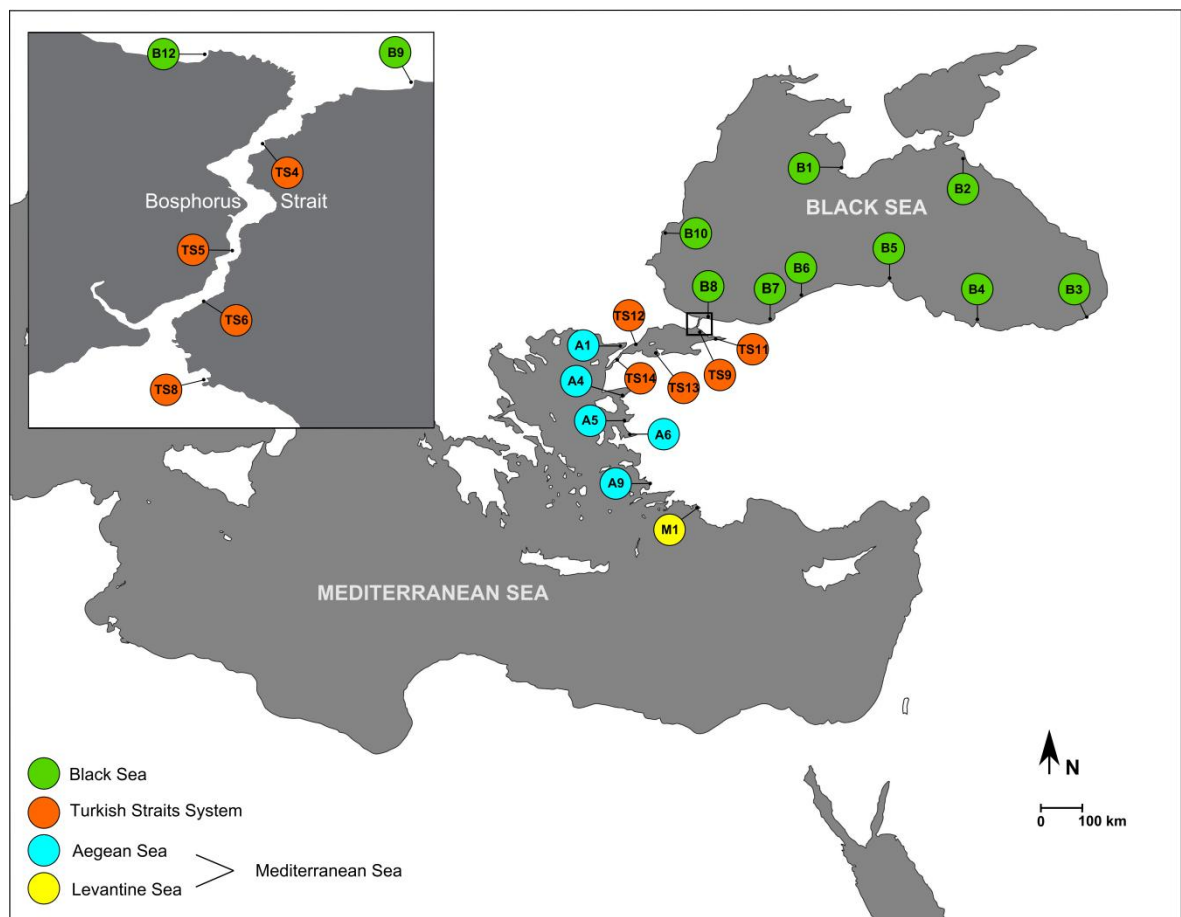 B12
B9
TS4
Bosphorus Strait
TS5
TS6
TS8
B1
B2
BLACK SEA
B10
B5
B6
B8
B7
B4
B3
TS12
A1
TS11
A4
TS14
TS13
TS9
A5
A6
A9
M1
MEDITERRANEAN SEA
Black Sea
Turkish Straits System
Aegean Sea
Mediterranean Sea
Levantine Sea
N
0 100 km